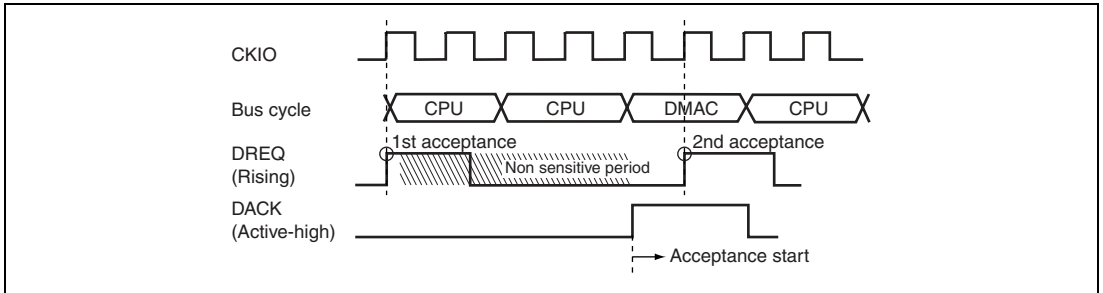 CKIO
Bus cycle
CPU CPU DMAC CPU
1st acceptance 2nd acceptance
DREQ
(Rising)
Non sensitive period
DACK
(Active-high)
Acceptance start